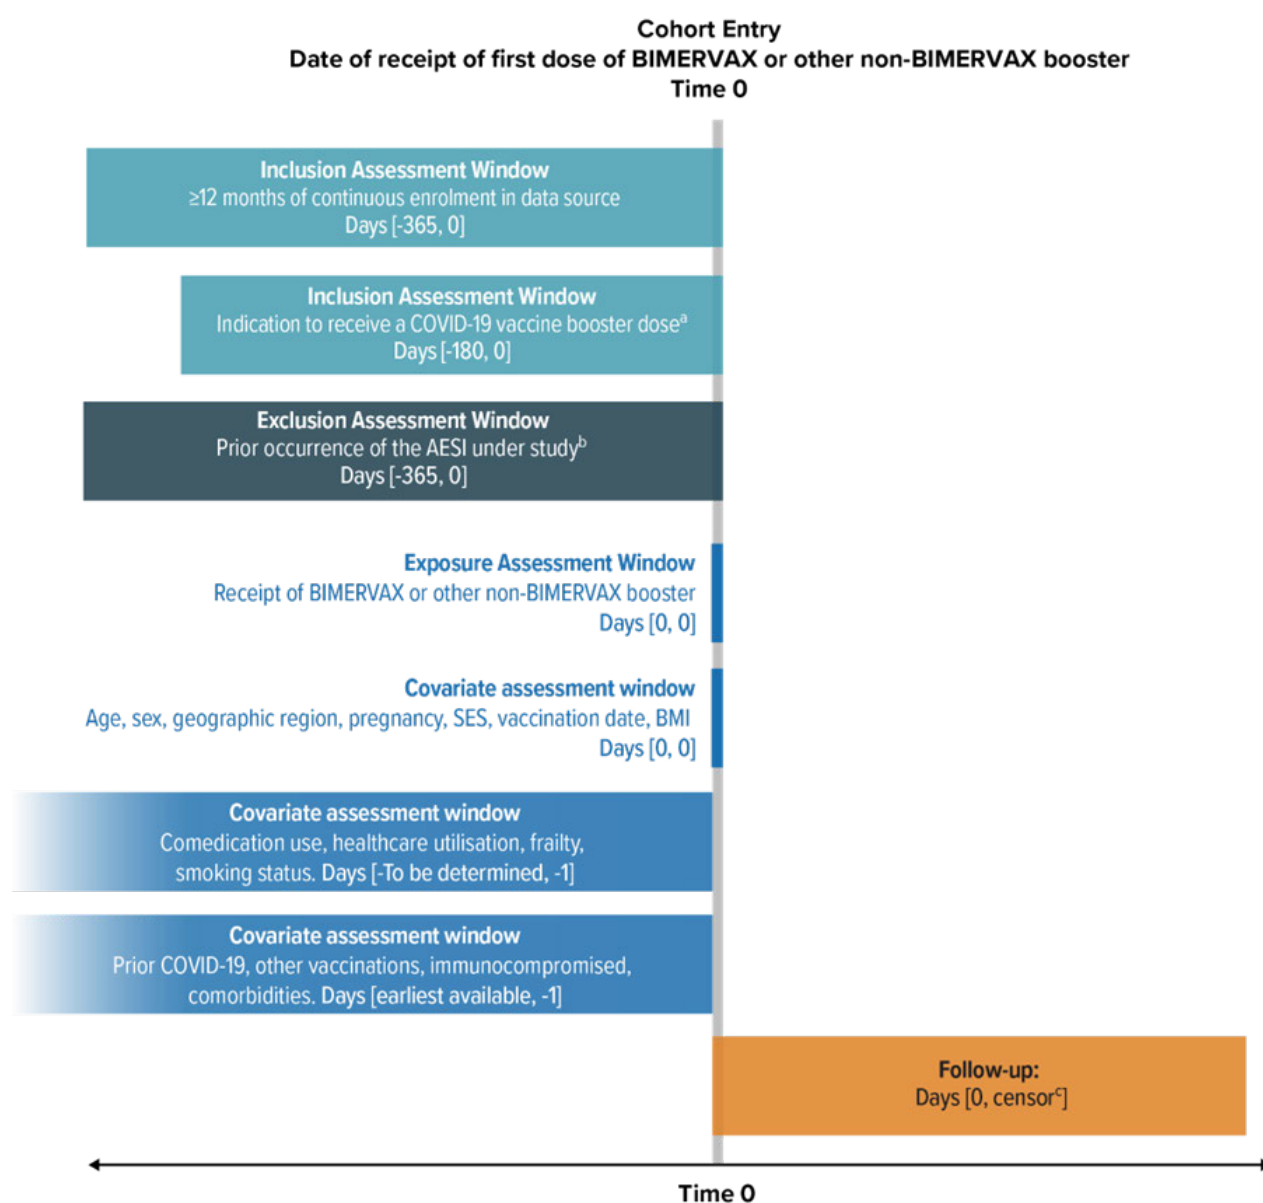 Cohort Entry
Date of receipt of first dose of BIMERVAX or other non-BIMERVAX booster
Time 0
Inclusion Assessment Window
≥12 months of continuous enrolment in data source
Days [-365, 0]
Inclusion Assessment Window
Indication to receive a COVID-19 vaccine booster doseᵃ
Days [-180, 0]
Exclusion Assessment Window
Prior occurrence of the AESI under studyᵇ
Days [-365, 0]
Exposure Assessment Window
Receipt of BIMERVAX or other non-BIMERVAX booster
Days [0, 0]
Covariate assessment window
Age, sex, geographic region, pregnancy, SES, vaccination date, BMI
Days [0, 0]
Covariate assessment window
Comedication use, healthcare utilisation, frailty,
smoking status. Days [-To be determined, -1]
Covariate assessment window
Prior COVID-19, other vaccinations, immunocompromised,
comorbidities. Days [earliest available, -1]
Follow-up:
Days [0, censorᶜ]
Time 0